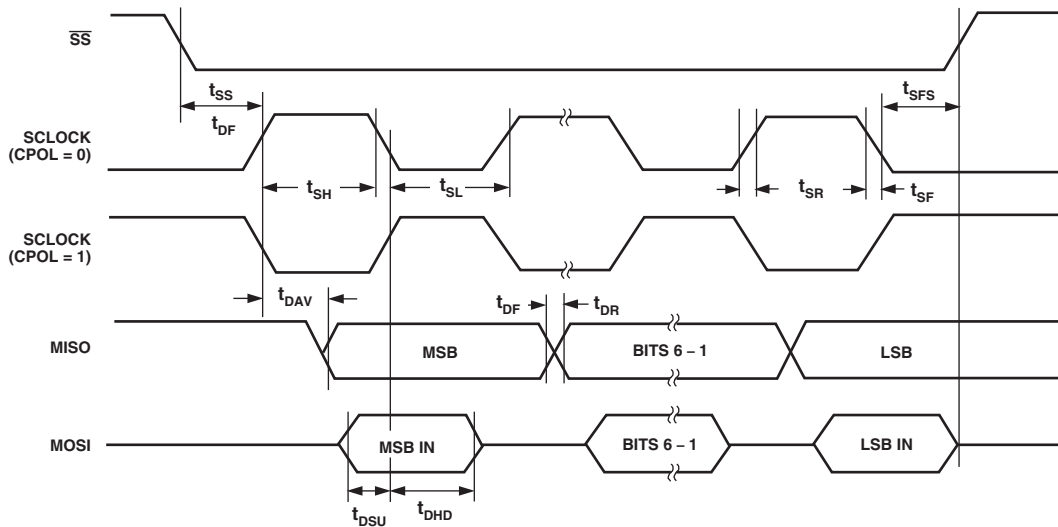 SS
tSS
tDF
tSFS
SCLOCK
(CPOL = 0)
tSH
tSL
tSR
tSF
SCLOCK
(CPOL = 1)
tDAV
tDF
tDR
MISO
MSB
BITS 6 – 1
LSB
MOSI
MSB IN
BITS 6 – 1
LSB IN
tDSU
tDHD